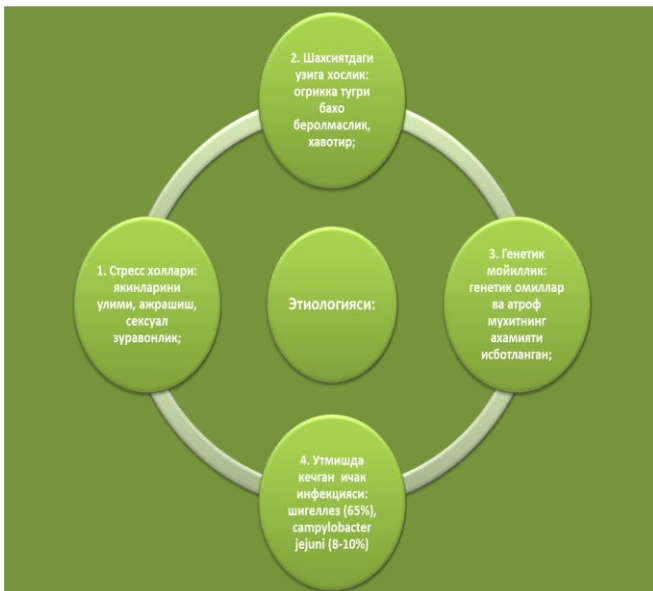 2. Шахсиятдаги
узига хослик:
огрикка тугри
бахо
беролмаслик,
хавотир;
1. Стресс холлари:
якинларини
улими, ажрашиш,
сексуал
зуравонлик;
Этиологияси:
3. Генетик
мойиллик:
генетик омиллар
ва атроф
мухитнинг
ахамияти
исботланган;
4. Утмишда
кечган ичак
инфекцияси:
шигеллез (65%),
campylobacter
jejuni (8-10%)